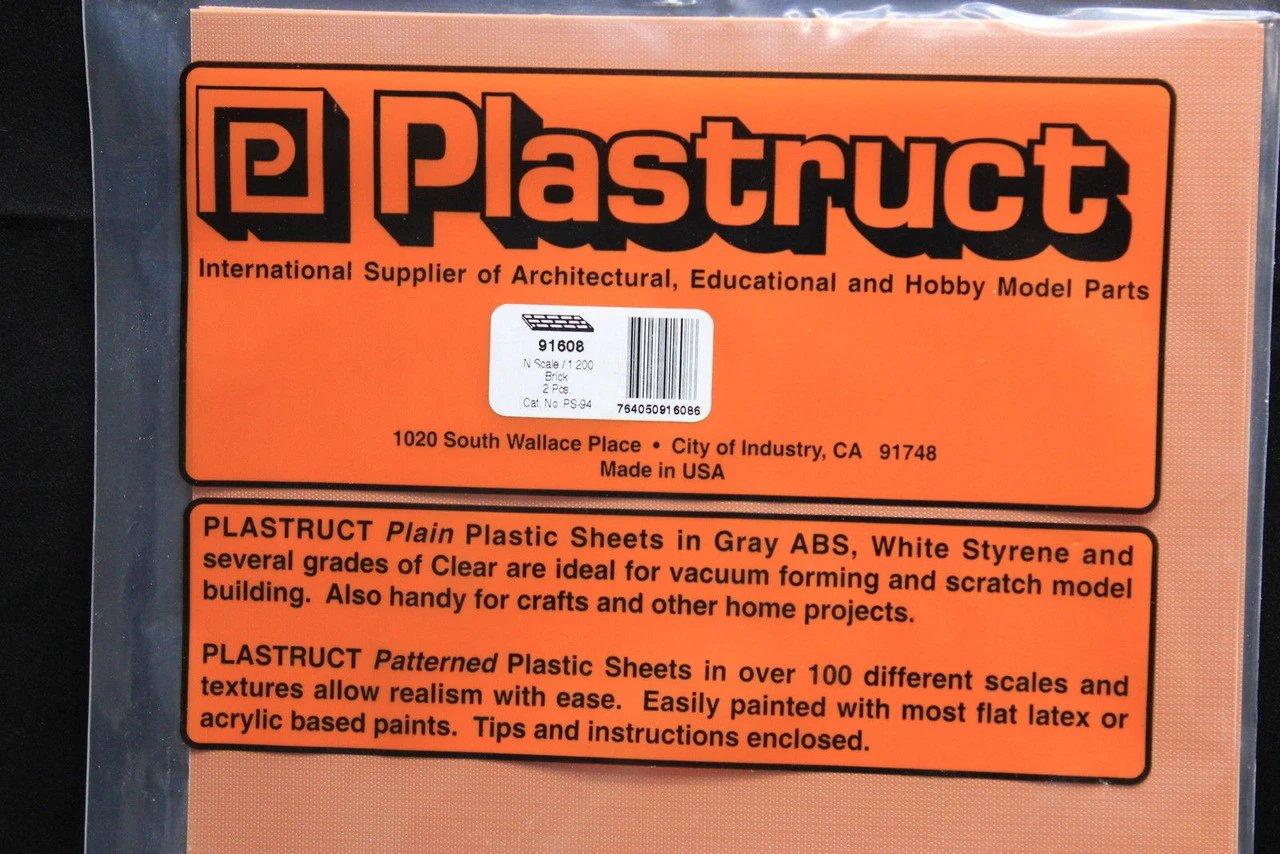 P Plastruct
International Supplier of Architectural, Educational and Hobby Model Parts
91608
N Scale / 1:200
Brick
2 Pcs.
Cat. No. PS-94
764050916086
1020 South Wallace Place • City of Industry, CA 91748
Made in USA
PLASTRUCT Plain Plastic Sheets in Gray ABS, White Styrene and
several grades of Clear are ideal for vacuum forming and scratch model
building. Also handy for crafts and other home projects.
PLASTRUCT Patterned Plastic Sheets in over 100 different scales and
textures allow realism with ease. Easily painted with most flat latex or
acrylic based paints. Tips and instructions enclosed.